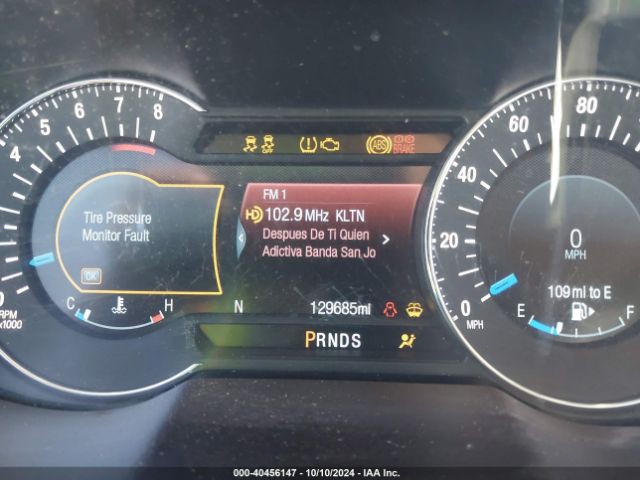 4 5 6 7 8
0
RPM
x1000
OFF
ABS
BRAKE
Tire Pressure
Monitor Fault
OK
C H
FM 1
HD 102.9 MHz KLTN
Despues De Ti Quien
Adictiva Banda San Jo
N 129685mi
PRNDS
0 20 40 60 80
MPH
0
MPH
109 mi to E
E F
000-40456147 - 10/10/2024 - IAA Inc.